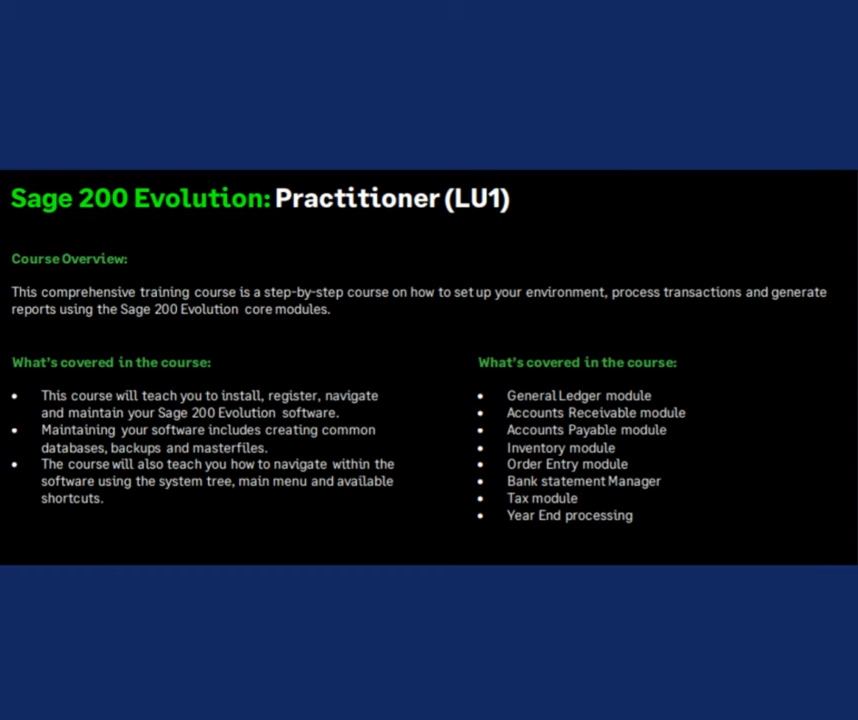 Sage 200 Evolution: Practitioner (LU1)
Course Overview:
This comprehensive training course is a step-by-step course on how to set up your environment, process transactions and generate
reports using the Sage 200 Evolution core modules.
What's covered in the course:
• This course will teach you to install, register, navigate
and maintain your Sage 200 Evolution software.
• Maintaining your software includes creating common
databases, backups and masterfiles.
• The course will also teach you how to navigate within the
software using the system tree, main menu and available
shortcuts.
What's covered in the course:
• General Ledger module
• Accounts Receivable module
• Accounts Payable module
• Inventory module
• Order Entry module
• Bank statement Manager
• Tax module
• Year End processing